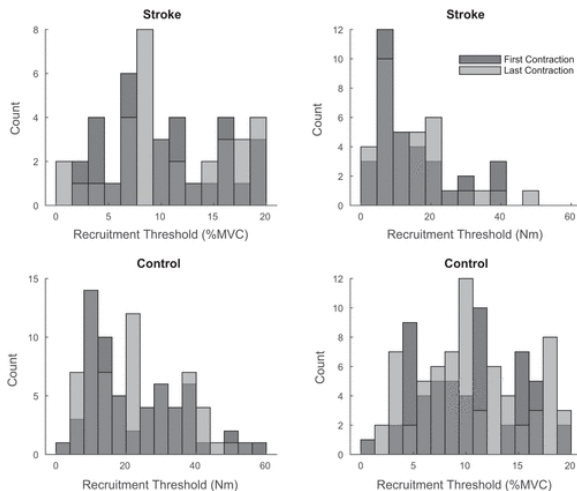 Stroke
8
6
4
2
0
Count
0 5 10 15 20
Recruitment Threshold (%MVC)
Stroke
12
10
8
6
4
2
0
Count
First Contraction
Last Contraction
0 20 40 60
Recruitment Threshold (Nm)
Control
15
10
5
0
Count
0 20 40 60
Recruitment Threshold (Nm)
Control
12
10
8
6
4
2
0
Count
0 5 10 15 20
Recruitment Threshold (%MVC)